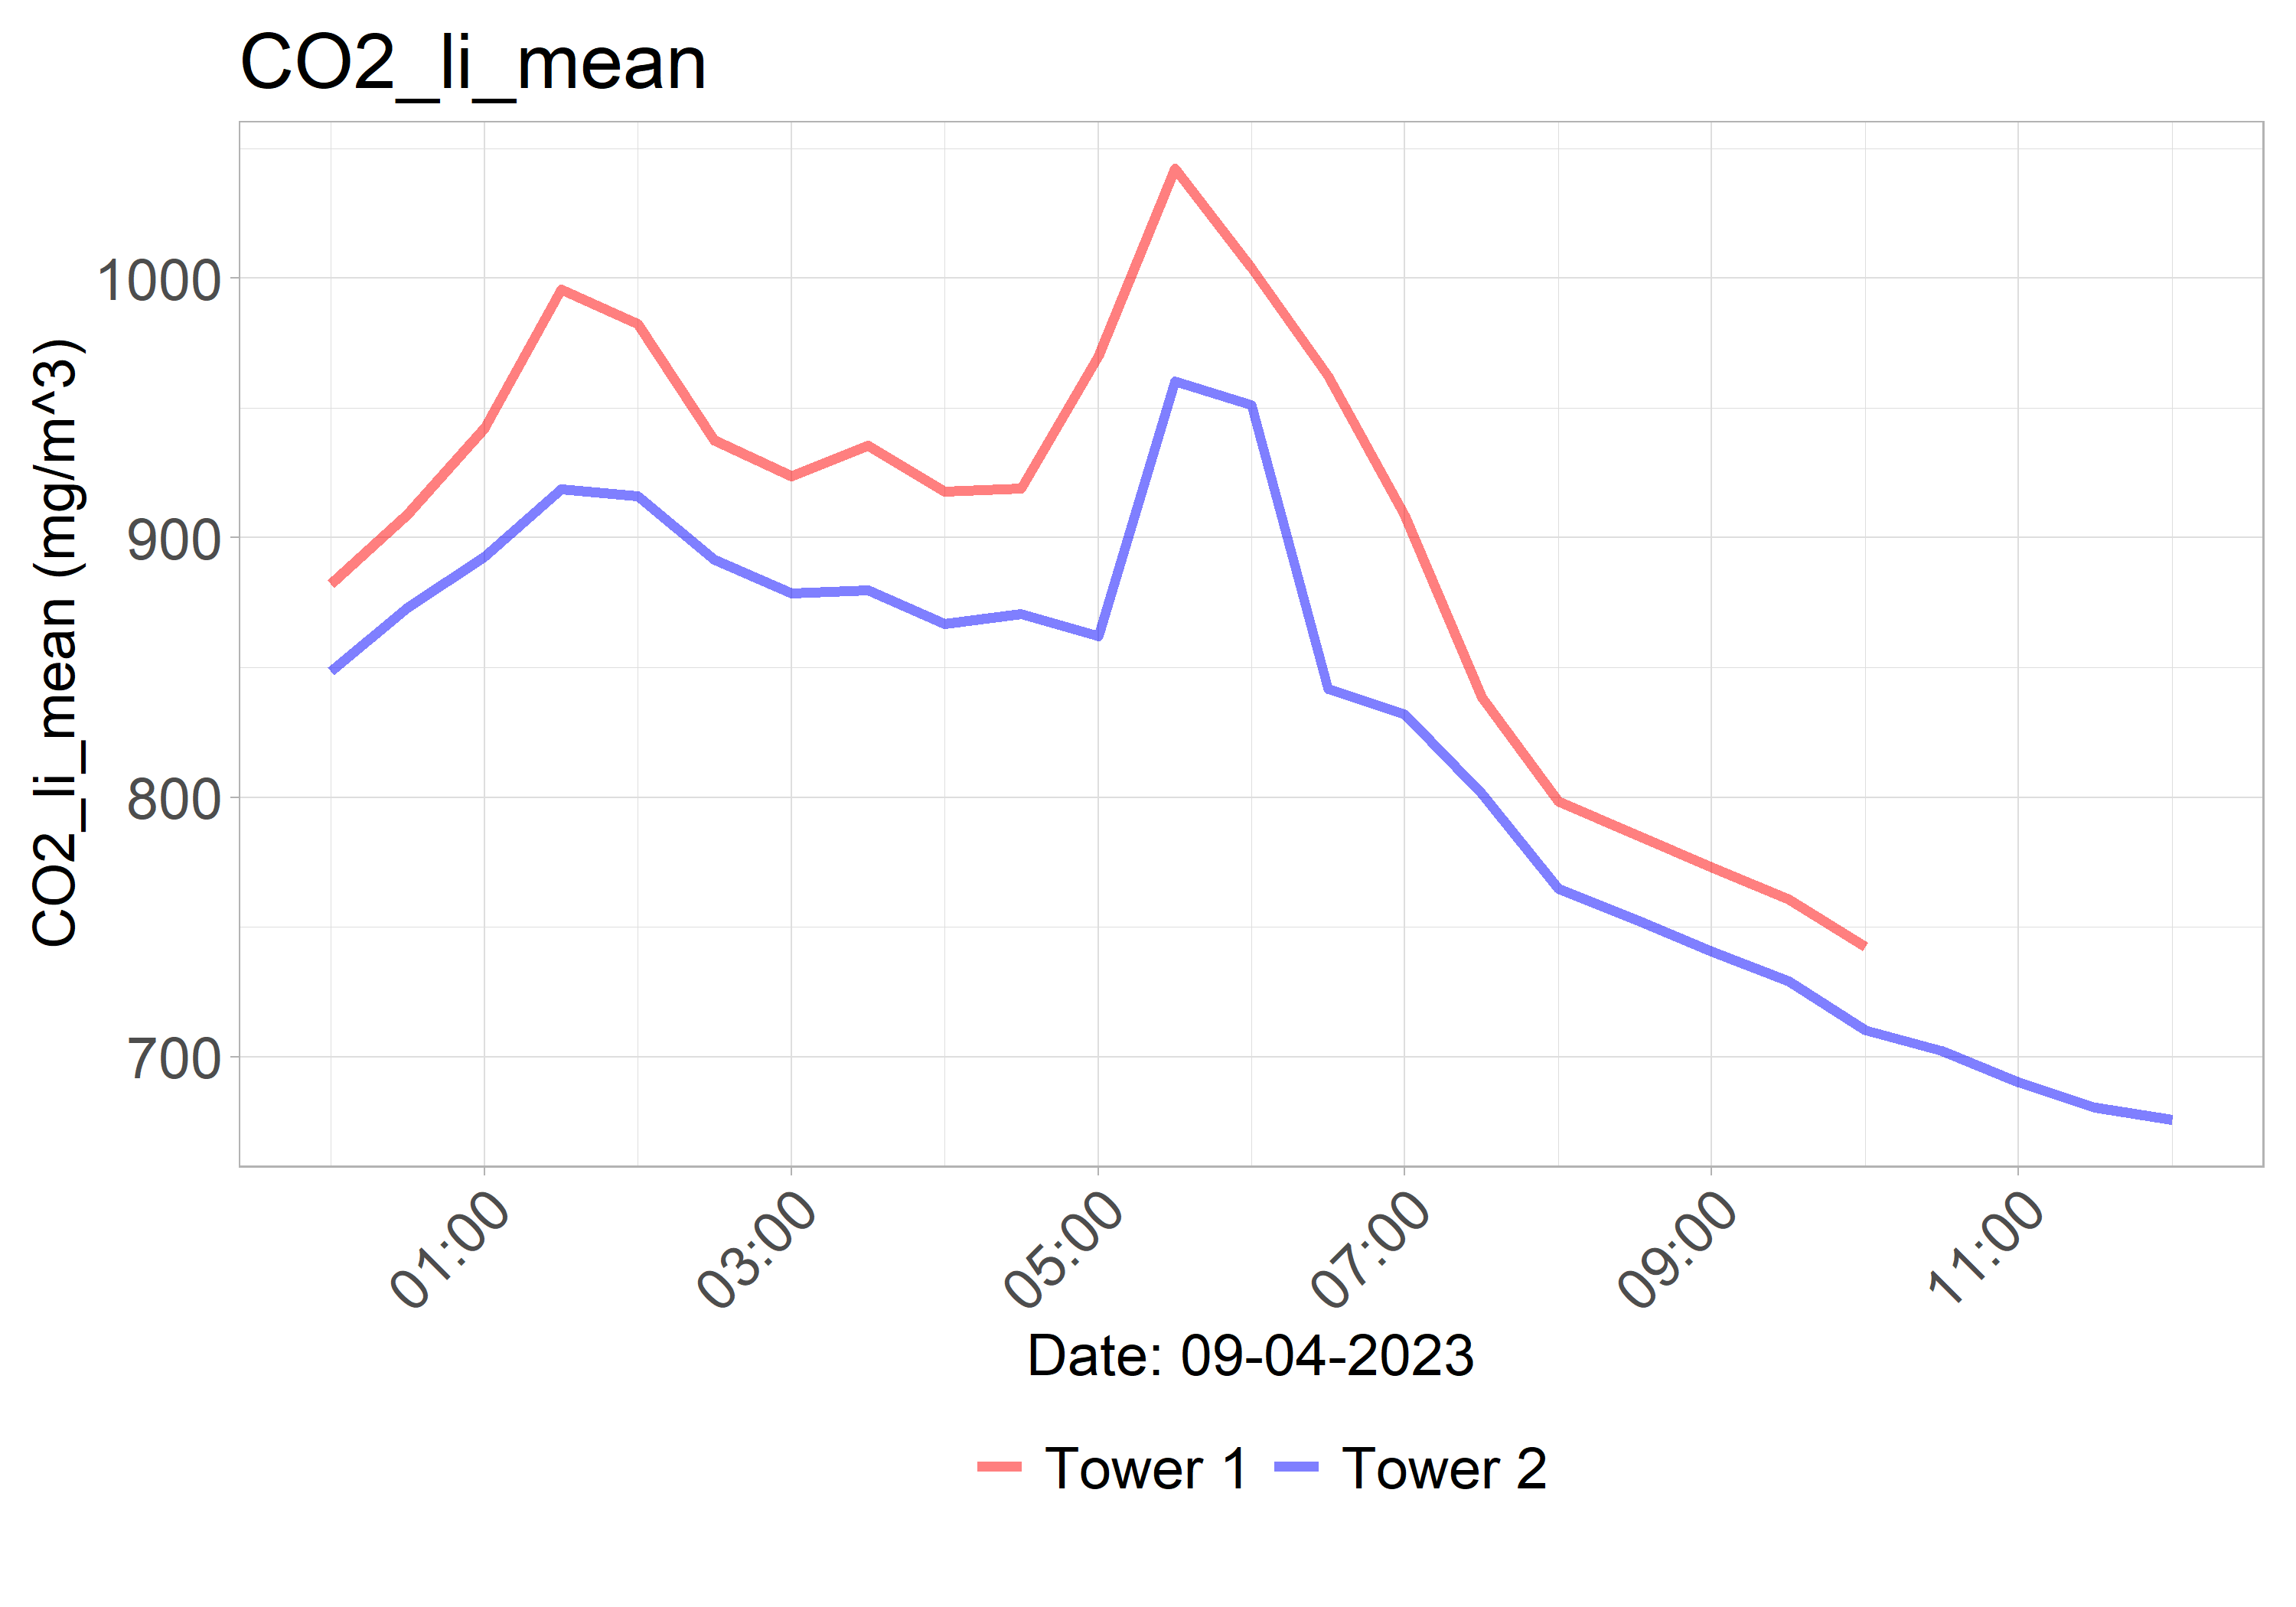 CO2_li_mean
CO2_li_mean (mg/m^3)
1000
900
800
700
01:00 03:00 05:00 07:00 09:00 11:00
Date: 09-04-2023
Tower 1 Tower 2